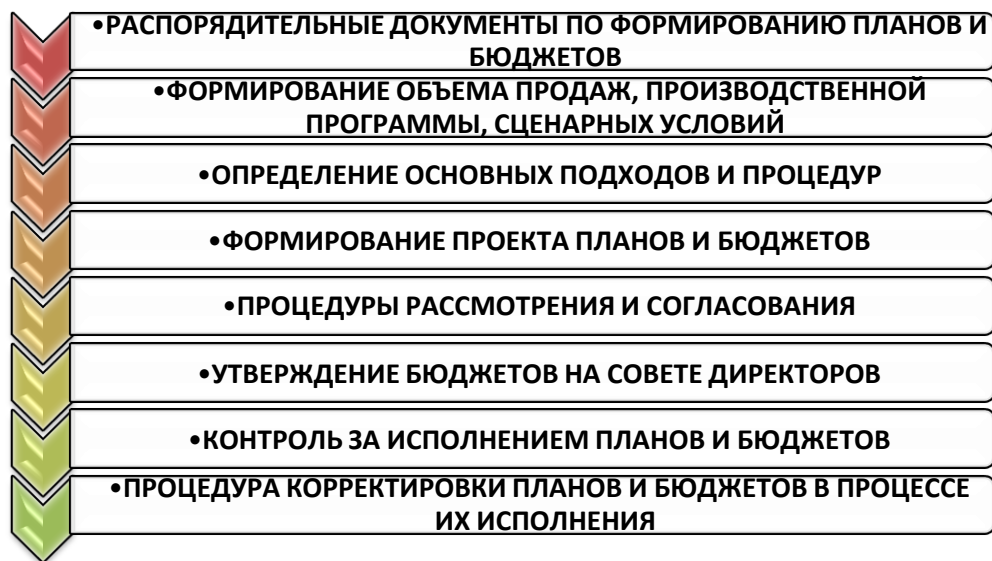 •РАСПОРЯДИТЕЛЬНЫЕ ДОКУМЕНТЫ ПО ФОРМИРОВАНИЮ ПЛАНОВ И
БЮДЖЕТОВ
•ФОРМИРОВАНИЕ ОБЪЕМА ПРОДАЖ, ПРОИЗВОДСТВЕННОЙ
ПРОГРАММЫ, СЦЕНАРНЫХ УСЛОВИЙ
•ОПРЕДЕЛЕНИЕ ОСНОВНЫХ ПОДХОДОВ И ПРОЦЕДУР
•ФОРМИРОВАНИЕ ПРОЕКТА ПЛАНОВ И БЮДЖЕТОВ
•ПРОЦЕДУРЫ РАССМОТРЕНИЯ И СОГЛАСОВАНИЯ
•УТВЕРЖДЕНИЕ БЮДЖЕТОВ НА СОВЕТЕ ДИРЕКТОРОВ
•КОНТРОЛЬ ЗА ИСПОЛНЕНИЕМ ПЛАНОВ И БЮДЖЕТОВ
•ПРОЦЕДУРА КОРРЕКТИРОВКИ ПЛАНОВ И БЮДЖЕТОВ В ПРОЦЕССЕ
ИХ ИСПОЛНЕНИЯ